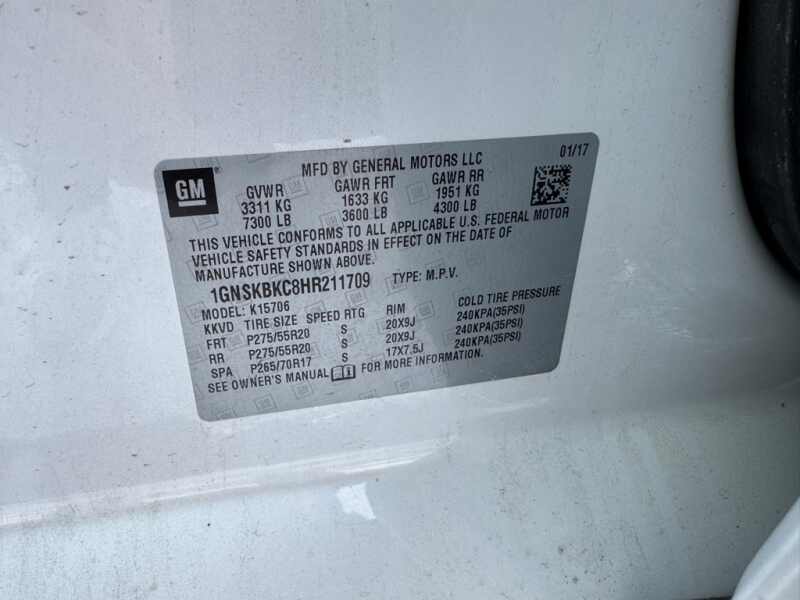 MFD BY GENERAL MOTORS LLC 01/17
GM
GVWR GAWR FRT GAWR RR
3311 KG 1633 KG 1951 KG
7300 LB 3600 LB 4300 LB
THIS VEHICLE CONFORMS TO ALL APPLICABLE U.S. FEDERAL MOTOR
VEHICLE SAFETY STANDARDS IN EFFECT ON THE DATE OF
MANUFACTURE SHOWN ABOVE.
1GNSKBKC8HR211709 TYPE: M.P.V.
MODEL: K15706
KKVD TIRE SIZE SPEED RTG RIM COLD TIRE PRESSURE
FRT P275/55R20 S 20X9J 240KPA(35PSI)
RR P275/55R20 S 20X9J 240KPA(35PSI)
SPA P265/70R17 S 17X7.5J 240KPA(35PSI)
SEE OWNER'S MANUAL FOR MORE INFORMATION.